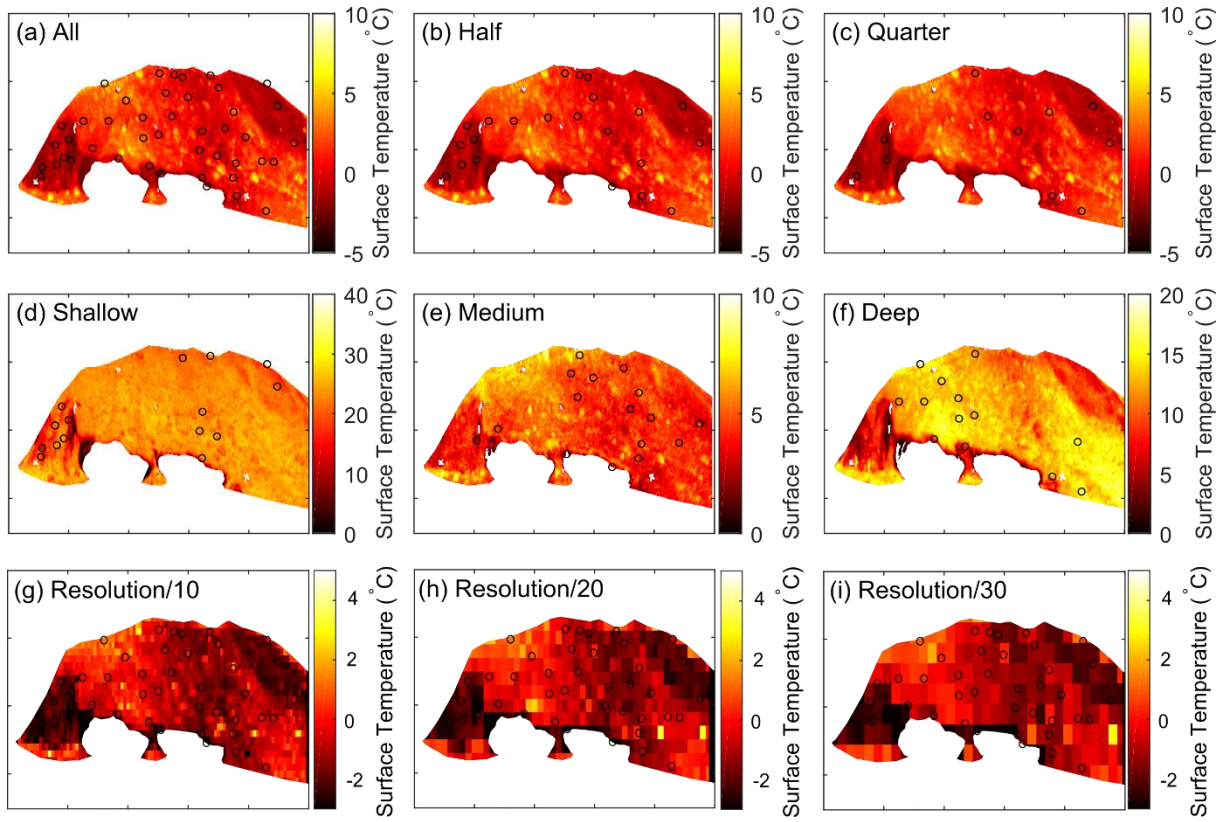 (a) All
10
5
0
-5
Surface Temperature (°C)
(b) Half
10
5
0
-5
Surface Temperature (°C)
(c) Quarter
10
5
0
-5
Surface Temperature (°C)
(d) Shallow
40
30
20
10
0
Surface Temperature (°C)
(e) Medium
10
5
0
Surface Temperature (°C)
(f) Deep
20
15
10
5
0
Surface Temperature (°C)
(g) Resolution/10
4
2
0
-2
Surface Temperature (°C)
(h) Resolution/20
4
2
0
-2
Surface Temperature (°C)
(i) Resolution/30
4
2
0
-2
Surface Temperature (°C)